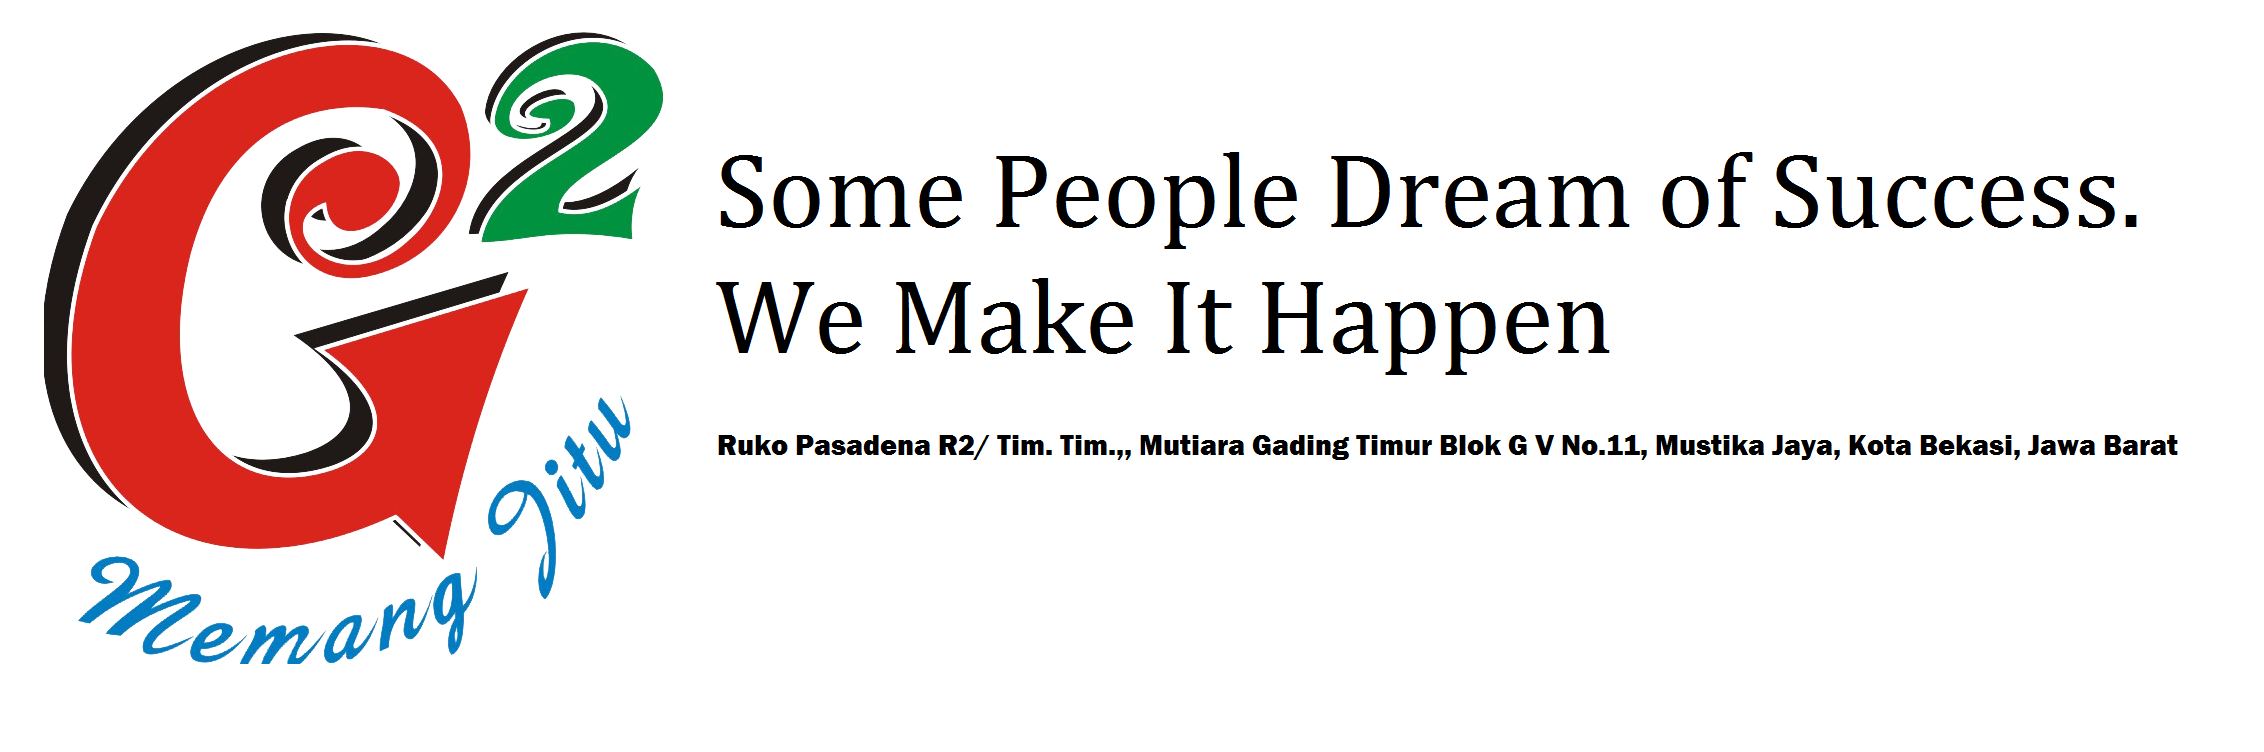 G2
Memang Jitu
Some People Dream of Success.
We Make It Happen
Ruko Pasadena R2/ Tim. Tim.,, Mutiara Gading Timur Blok G V No.11, Mustika Jaya, Kota Bekasi, Jawa Barat